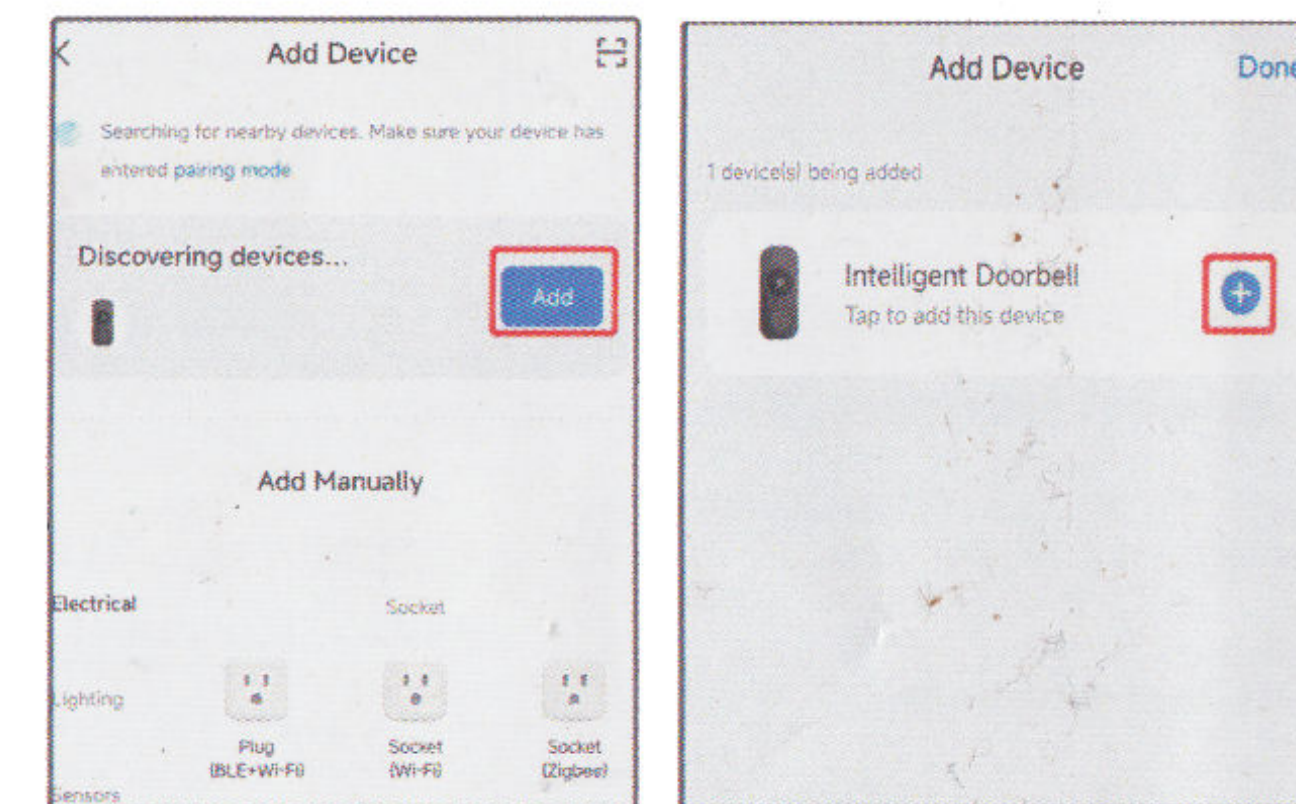 Add Device
Searching for nearby devices. Make sure your device has
entered pairing mode
Discovering devices...
Add
Add Manually
Electrical
Socket
Lighting
Plug
(BLE+Wi-Fi)
Socket
(Wi-Fi)
Socket
(Zigbee)
Sensors
Add Device
Done
1 device(s) being added
Intelligent Doorbell
Tap to add this device